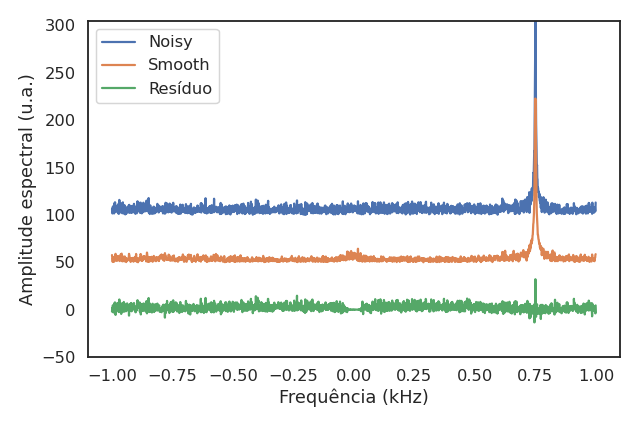 300
250
200
150
100
50
0
−50
Amplitude espectral (u.a.)
Noisy
Smooth
Resíduo
−1.00 −0.75 −0.50 −0.25 0.00 0.25 0.50 0.75 1.00
Frequência (kHz)